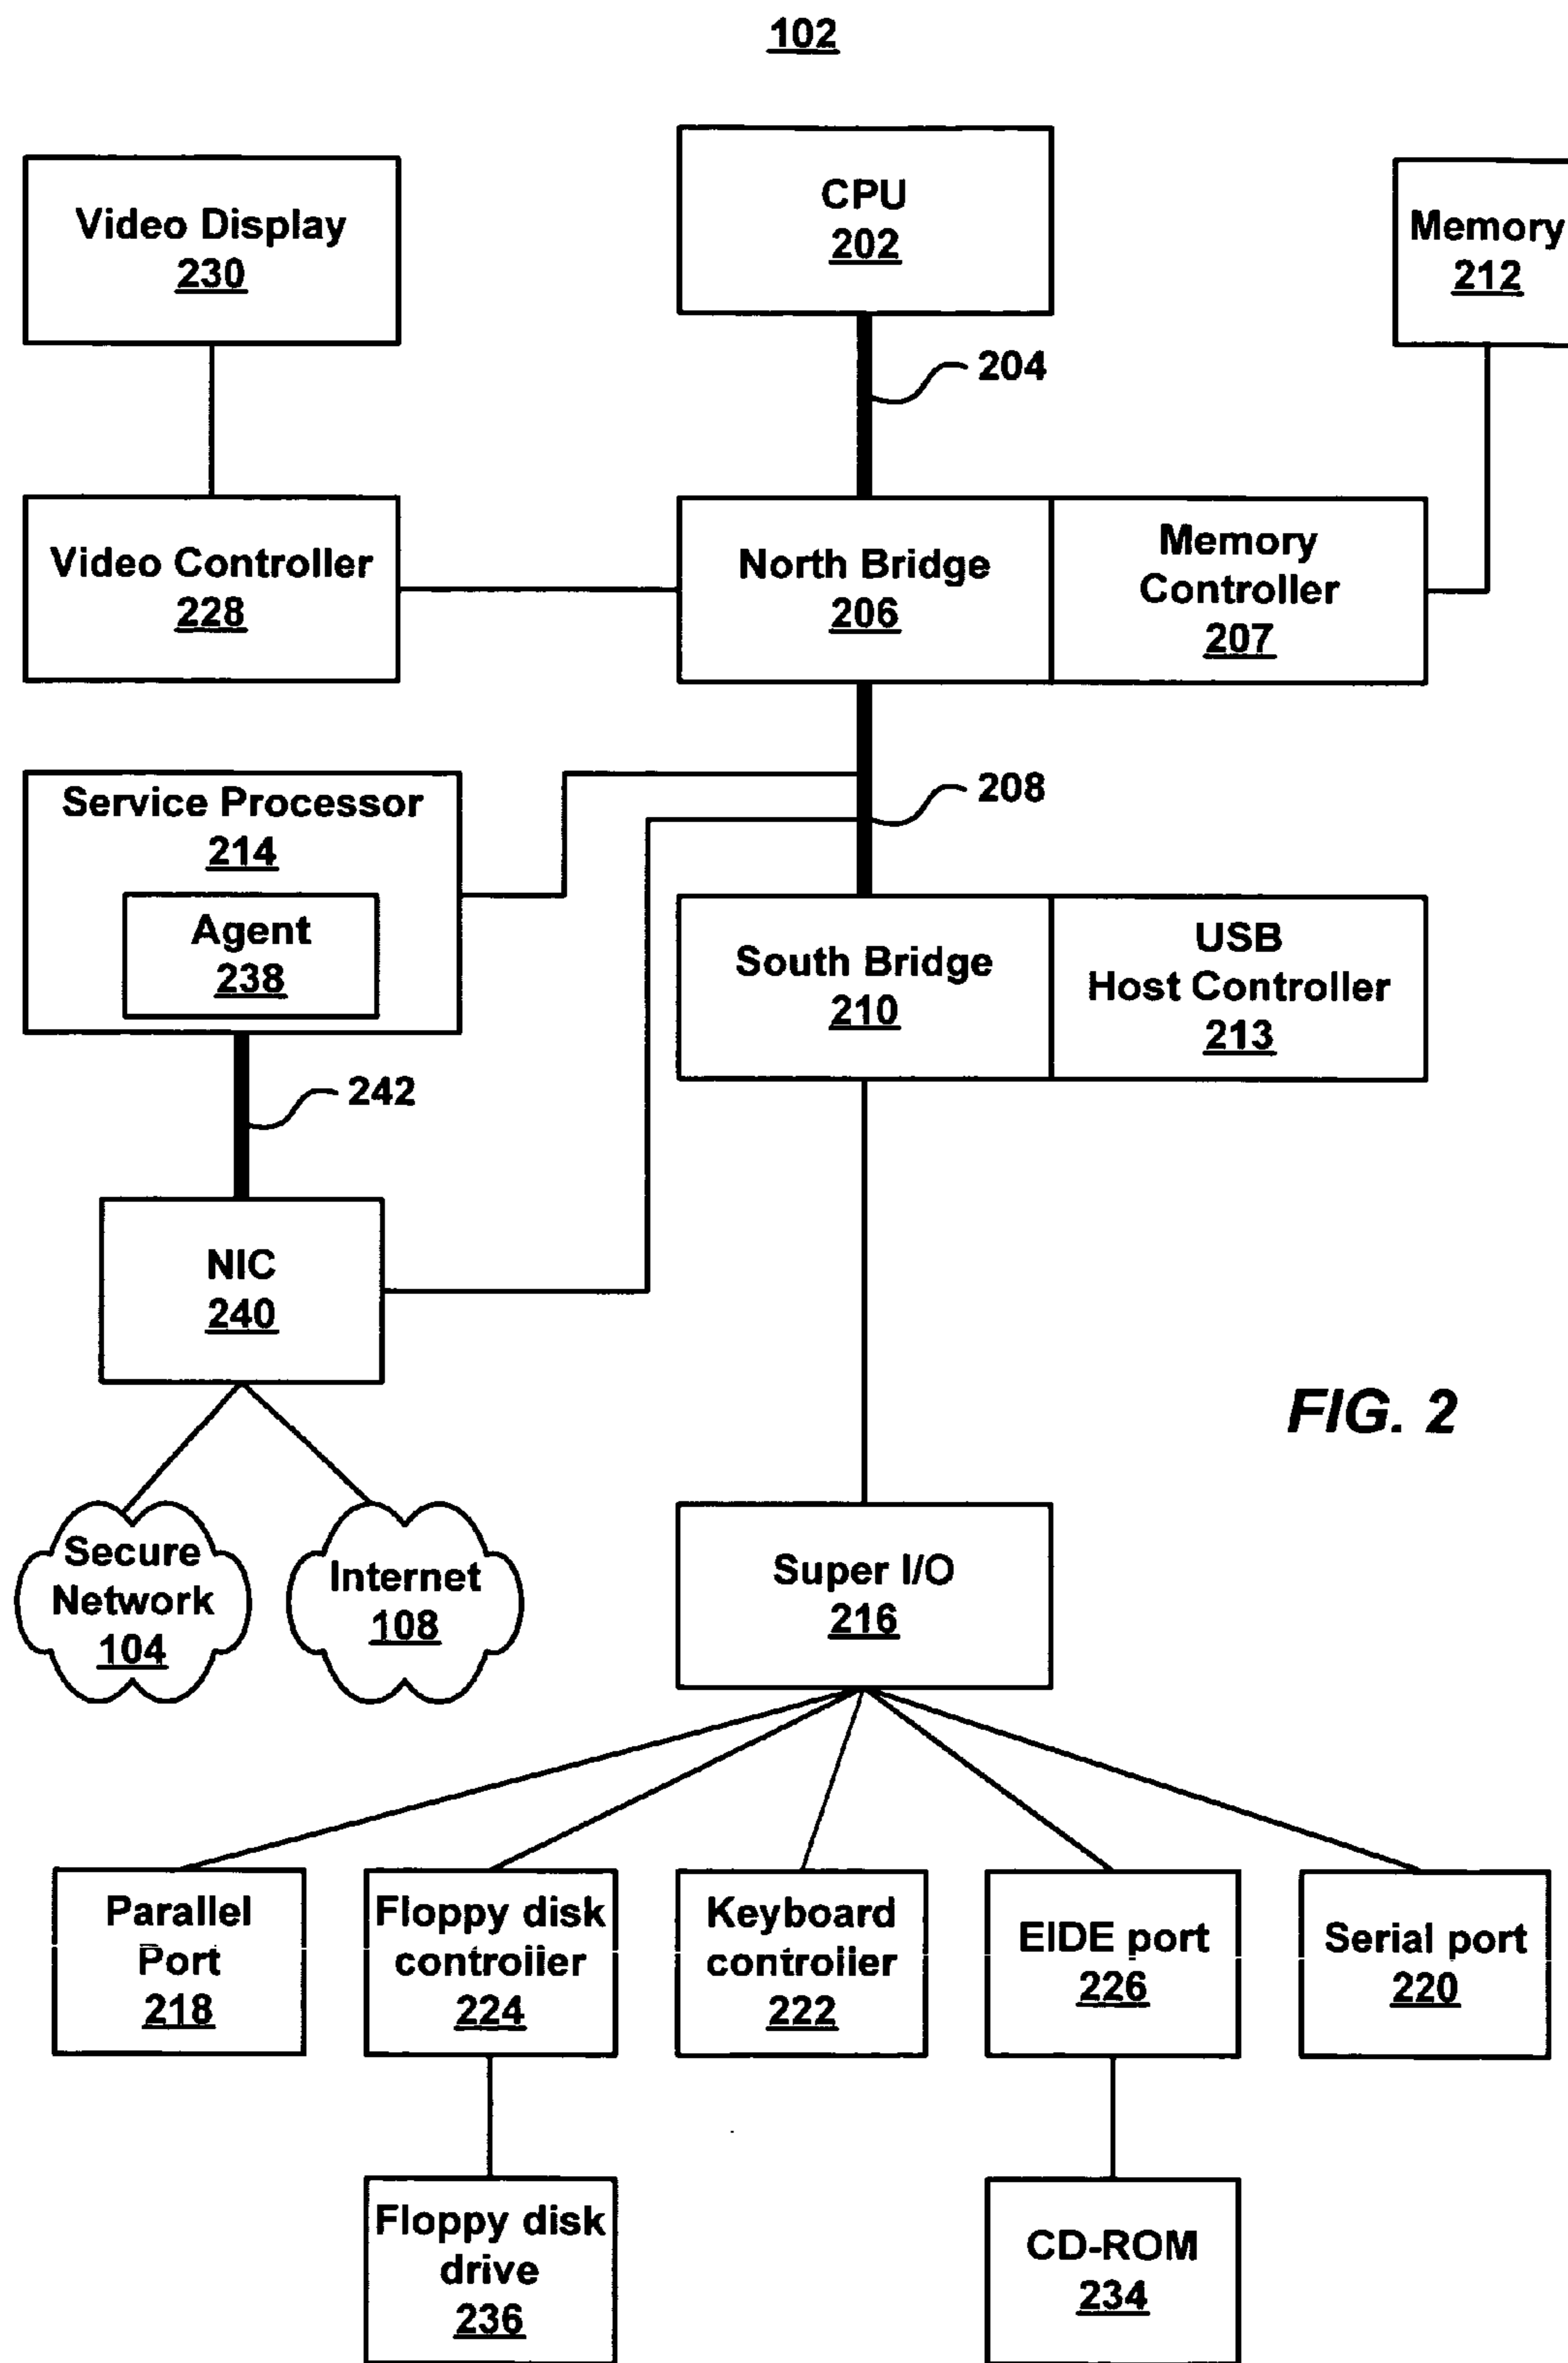 102
CPU
202
Video Display
230
Memory
212
204
Video Controller
228
North Bridge
206
Memory
Controller
207
208
Service Processor
214
Agent
238
South Bridge
210
USB
Host Controller
213
242
NIC
240
FIG. 2
Secure
Network
104
Internet
108
Super I/O
216
Parallel
Port
218
Floppy disk
controller
224
Keyboard
controller
222
EIDE port
226
Serial port
220
Floppy disk
drive
236
CD-ROM
234